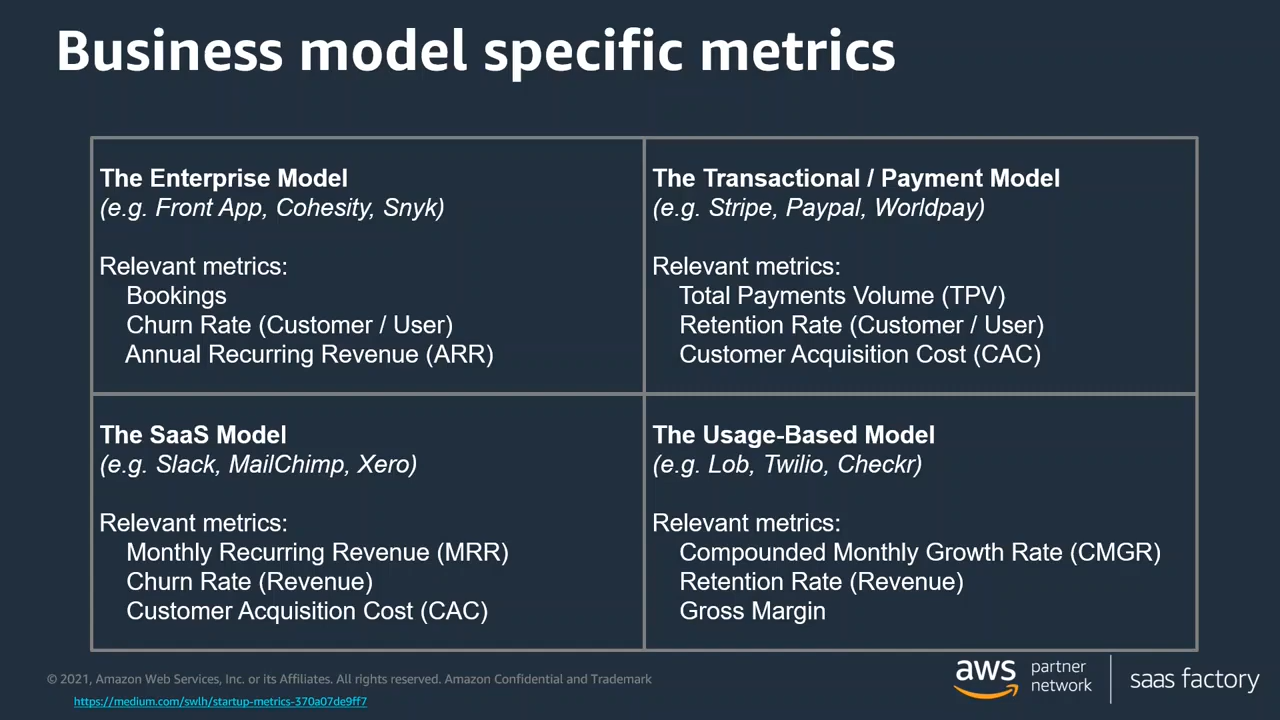 Business model specific metrics
The Enterprise Model
(e.g. Front App, Cohesity, Snyk)
Relevant metrics:
Bookings
Churn Rate (Customer / User)
Annual Recurring Revenue (ARR)
The Transactional / Payment Model
(e.g. Stripe, Paypal, Worldpay)
Relevant metrics:
Total Payments Volume (TPV)
Retention Rate (Customer / User)
Customer Acquisition Cost (CAC)
The SaaS Model
(e.g. Slack, MailChimp, Xero)
Relevant metrics:
Monthly Recurring Revenue (MRR)
Churn Rate (Revenue)
Customer Acquisition Cost (CAC)
The Usage-Based Model
(e.g. Lob, Twilio, Checkr)
Relevant metrics:
Compounded Monthly Growth Rate (CMGR)
Retention Rate (Revenue)
Gross Margin
© 2021, Amazon Web Services, Inc. or its Affiliates. All rights reserved. Amazon Confidential and Trademark
https://medium.com/swlh/startup-metrics-370a07de9ff7
aws
partner
network
saas factory